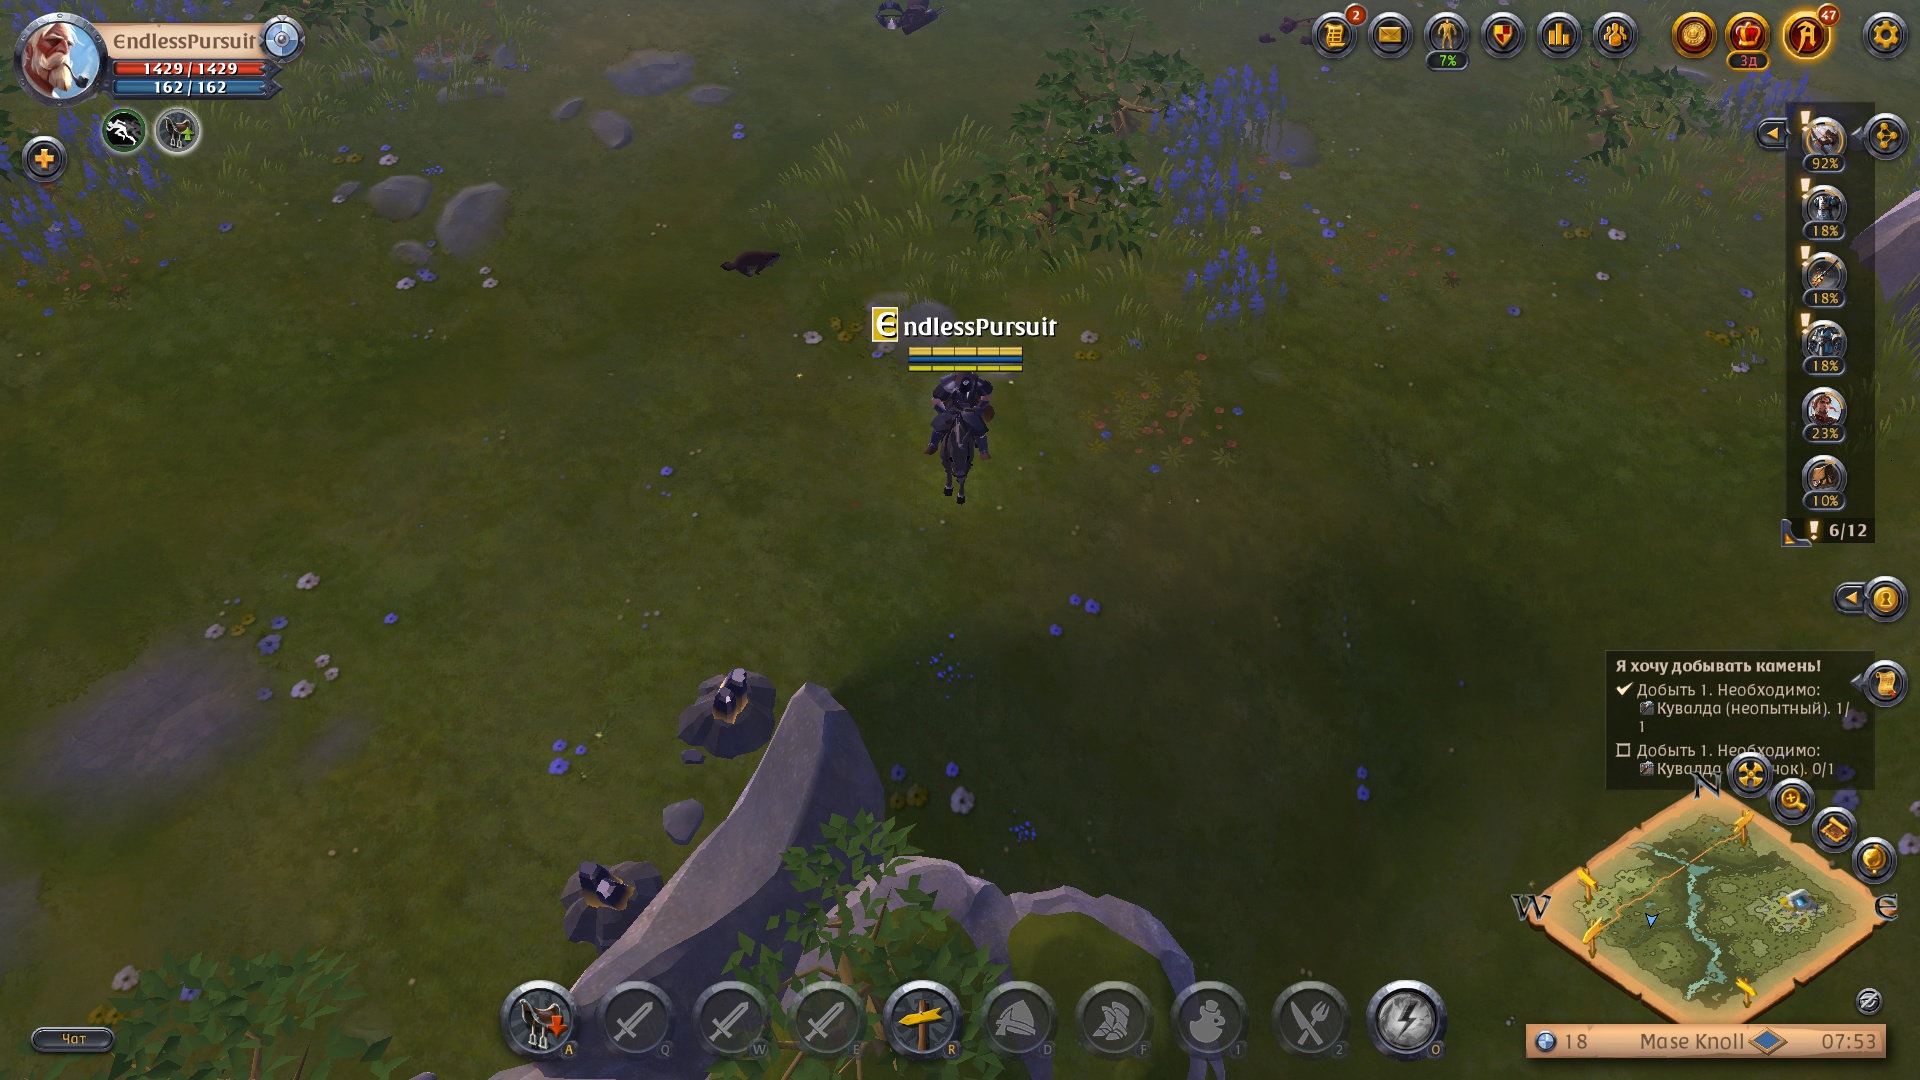 EndlessPursuit
1429 / 1429
162 / 162
2
7%
3д
47
92%
18%
18%
18%
23%
10%
6/12
EndlessPursuit
Я хочу добывать камень!
Добыть 1. Необходимо:
Кувалда (неопытный). 1/
1
Добыть 1. Необходимо:
Кувалда чок). 0/1
N
W
E
A
Q
W
E
R
D
F
1
2
O
Чат
18
Mase Knoll
07:53